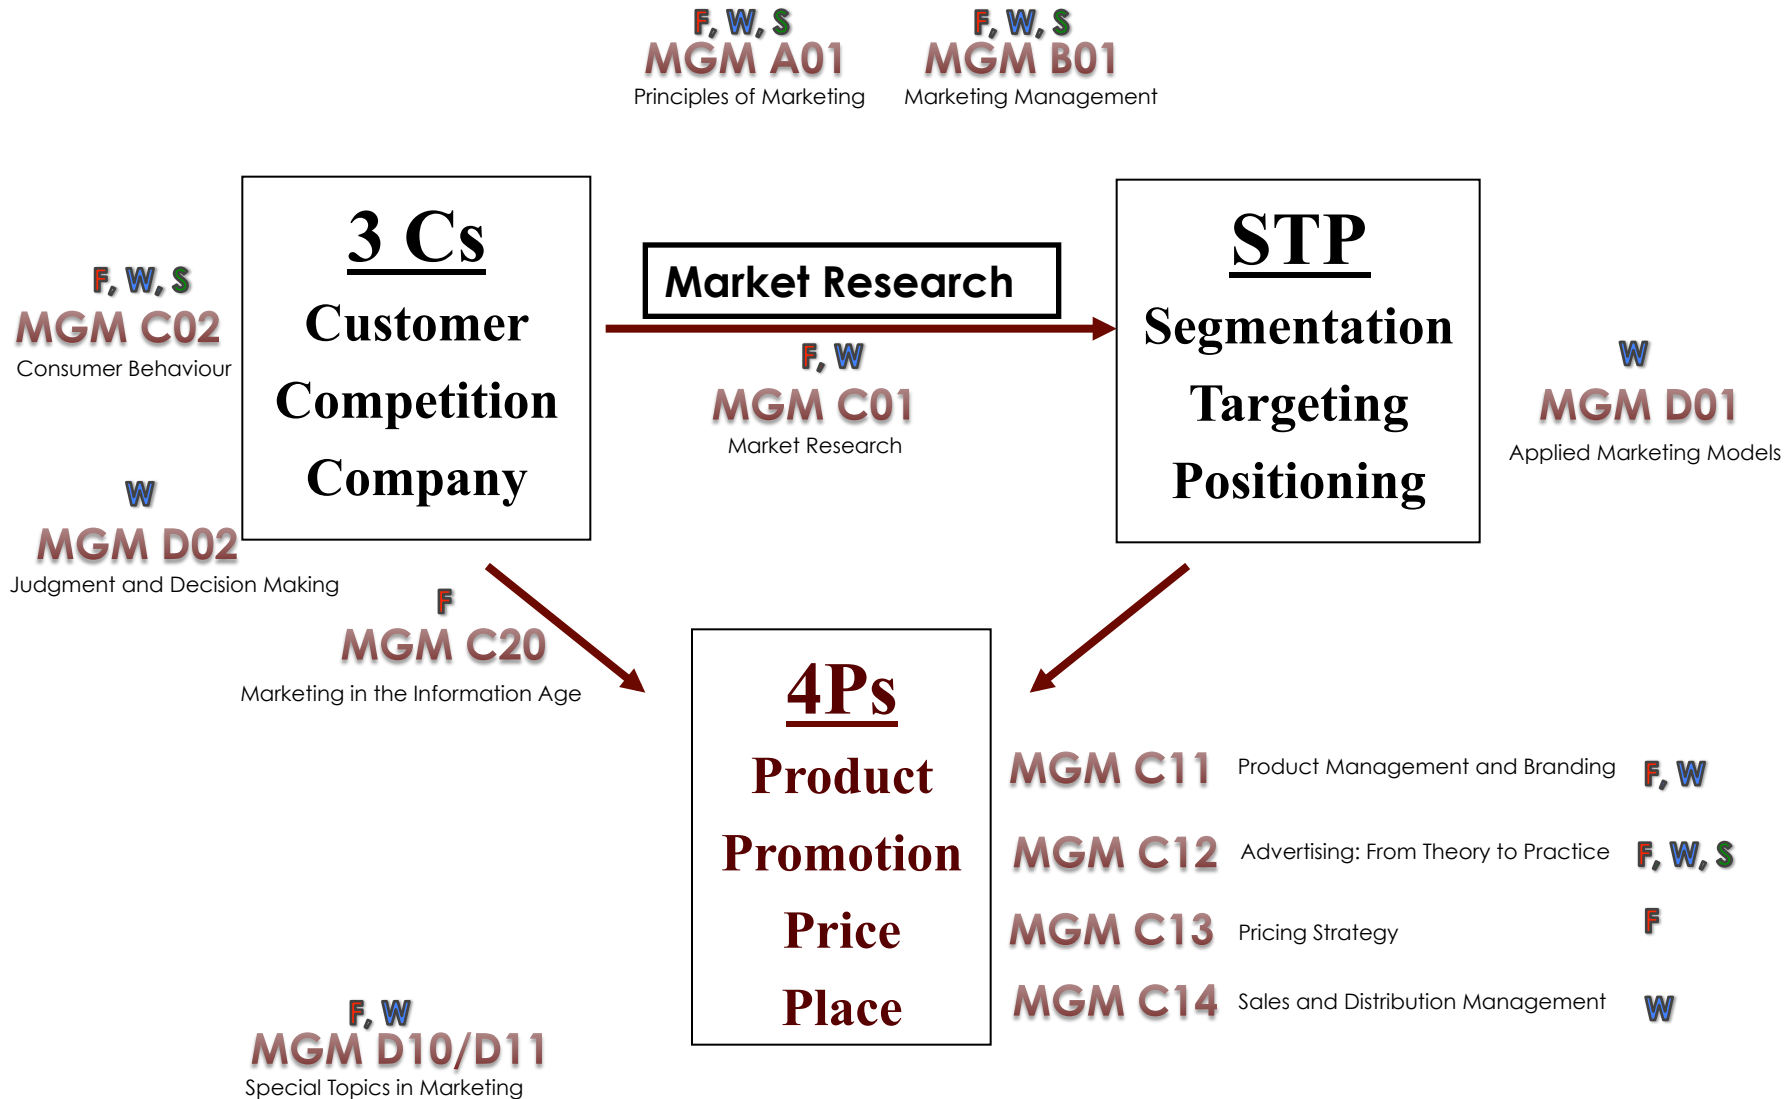 F, W, S
MGM A01
Principles of Marketing
F, W, S
MGM B01
Marketing Management
3 Cs
Customer
Competition
Company
Market Research
F, W
MGM C01
Market Research
STP
Segmentation
Targeting
Positioning
F, W, S
MGM C02
Consumer Behaviour
W
MGM D01
Applied Marketing Models
W
MGM D02
Judgment and Decision Making
F
MGM C20
Marketing in the Information Age
4Ps
Product
Promotion
Price
Place
MGM C11 Product Management and Branding F, W
MGM C12 Advertising: From Theory to Practice F, W, S
MGM C13 Pricing Strategy F
MGM C14 Sales and Distribution Management W
F, W
MGM D10/D11
Special Topics in Marketing